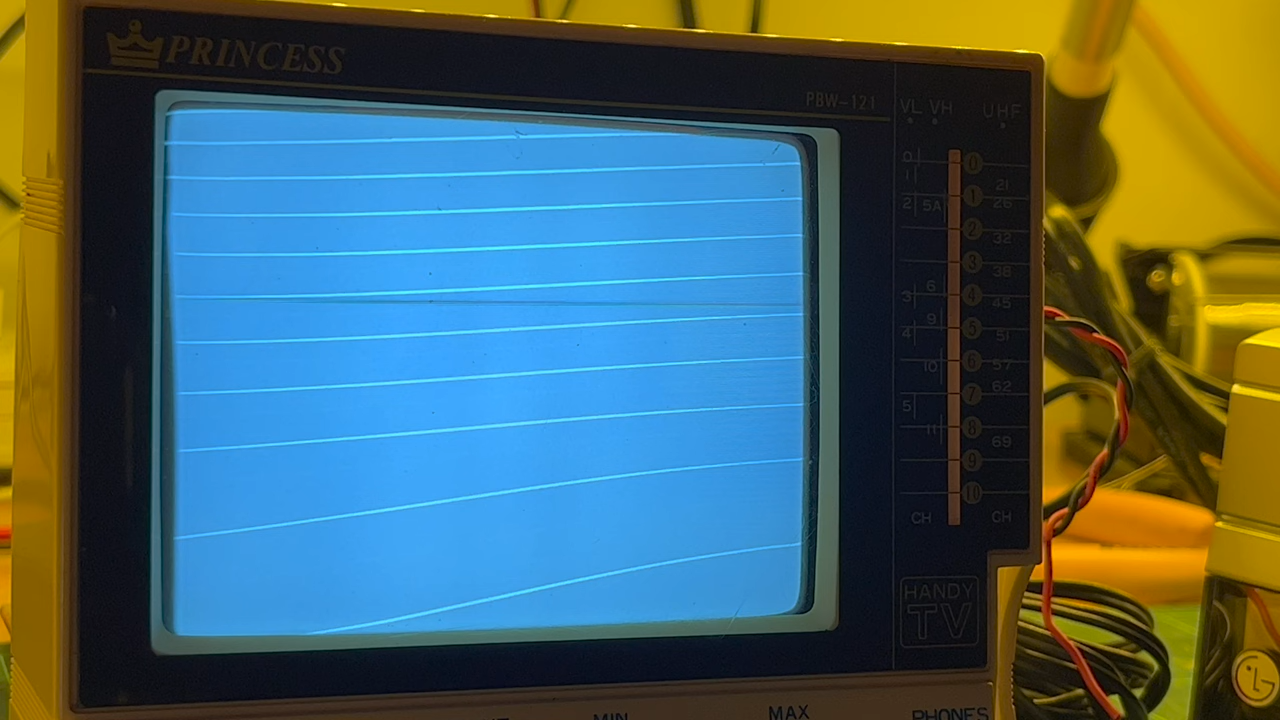 PRINCESS
PBW-121
VL VH UHF
0 0
1 21
2 5A 1 26
2 32
3 38
6
3 4 45
9
4 5 51
10 6 57
7 62
5
11 8 69
9
10
CH CH
HANDY
TV
MIN MAX PHONES
LG